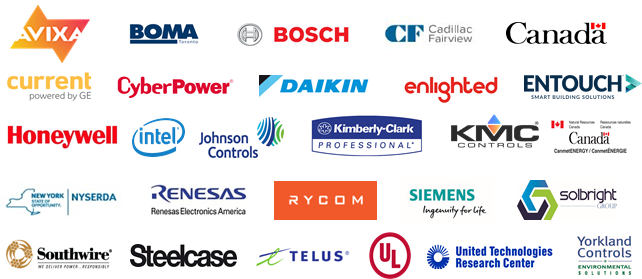 AVIXA
BOMA
Toronto
BOSCH
CF Cadillac
Fairview
Canada
current
powered by GE
CyberPower®
DAIKIN
enlighted
ENTOUCH
SMART BUILDING SOLUTIONS
Honeywell
intel
Johnson
Controls
Kimberly-Clark
PROFESSIONAL*
KMC
CONTROLS
Natural Resources
Canada
Ressources naturelles
Canada
Canada
CanmetENERGY / CanmetÉNERGIE
NEW YORK
STATE OF
OPPORTUNITY.
NYSERDA
RENESAS
Renesas Electronics America
RYCOM
SIEMENS
Ingenuity for life
solbright
GROUP
Southwire®
WE DELIVER POWER...RESPONSIBLY
Steelcase
TELUS®
UL
United Technologies
Research Center
Yorkland
Controls
ENVIRONMENTAL
SOLUTIONS